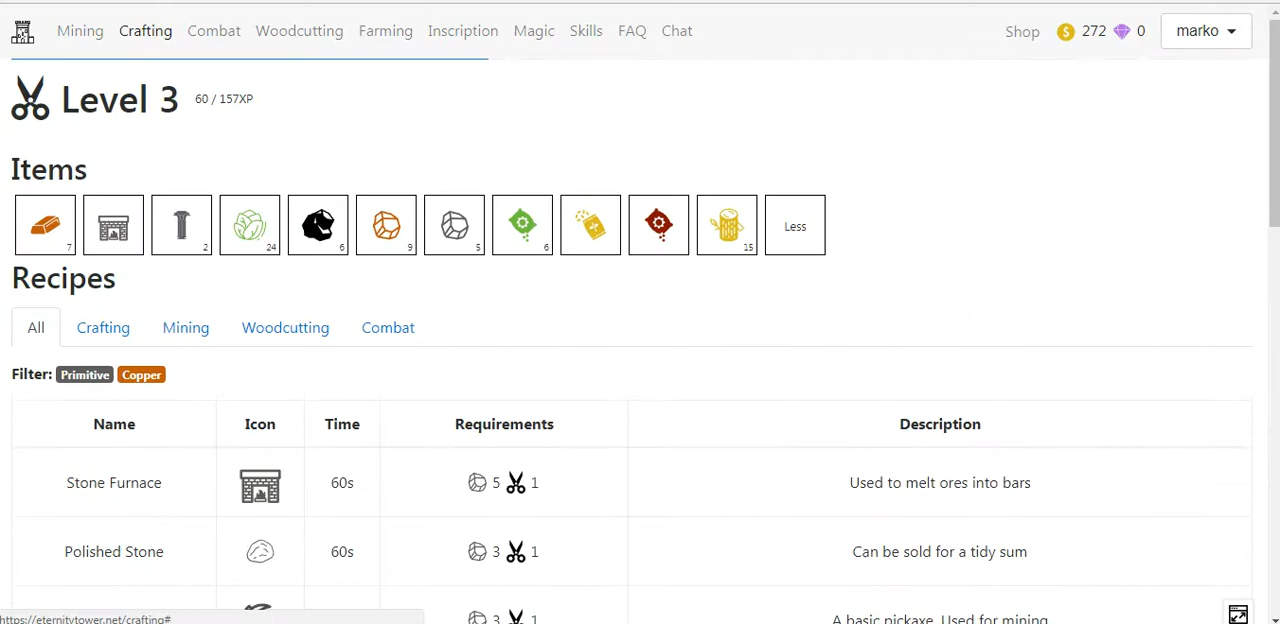 Mining Crafting Combat Woodcutting Farming Inscription Magic Skills FAQ Chat Shop 272 0 marko
Level 3 60 / 157XP
Items
7 2 24 6 9 5 6 15 Less
Recipes
All Crafting Mining Woodcutting Combat
Filter: Primitive Copper
Name Icon Time Requirements Description
Stone Furnace 60s 5 1 Used to melt ores into bars
Polished Stone 60s 3 1 Can be sold for a tidy sum
3 1 A basic pickaxe. Used for mining
https://eternitytower.net/crafting#